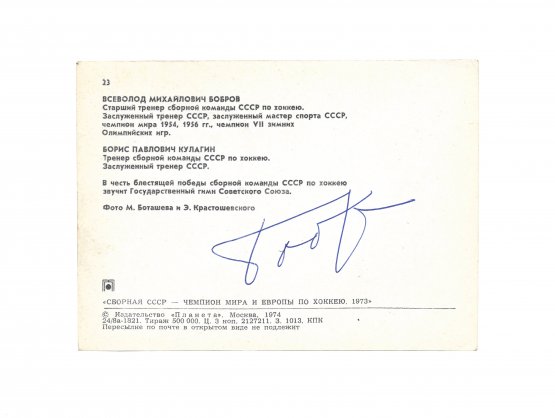 23
ВСЕВОЛОД МИХАЙЛОВИЧ БОБРОВ
Старший тренер сборной команды СССР по хоккею.
Заслуженный тренер СССР, заслуженный мастер спорта СССР,
чемпион мира 1954, 1956 гг., чемпион VII зимних
Олимпийских игр.
БОРИС ПАВЛОВИЧ КУЛАГИН
Тренер сборной команды СССР по хоккею.
Заслуженный тренер СССР.
В честь блестящей победы сборной команды СССР по хоккею
звучит Государственный гимн Советского Союза.
Фото М. Боташева и Э. Крастошевского
«СБОРНАЯ СССР — ЧЕМПИОН МИРА И ЕВРОПЫ ПО ХОККЕЮ. 1973»
© Издательство «Планета». Москва. 1974
24/8а-1821. Тираж 500 000. Ц. 3 коп. 2127211. З. 1013. КПК
Пересылке по почте в открытом виде не подлежит